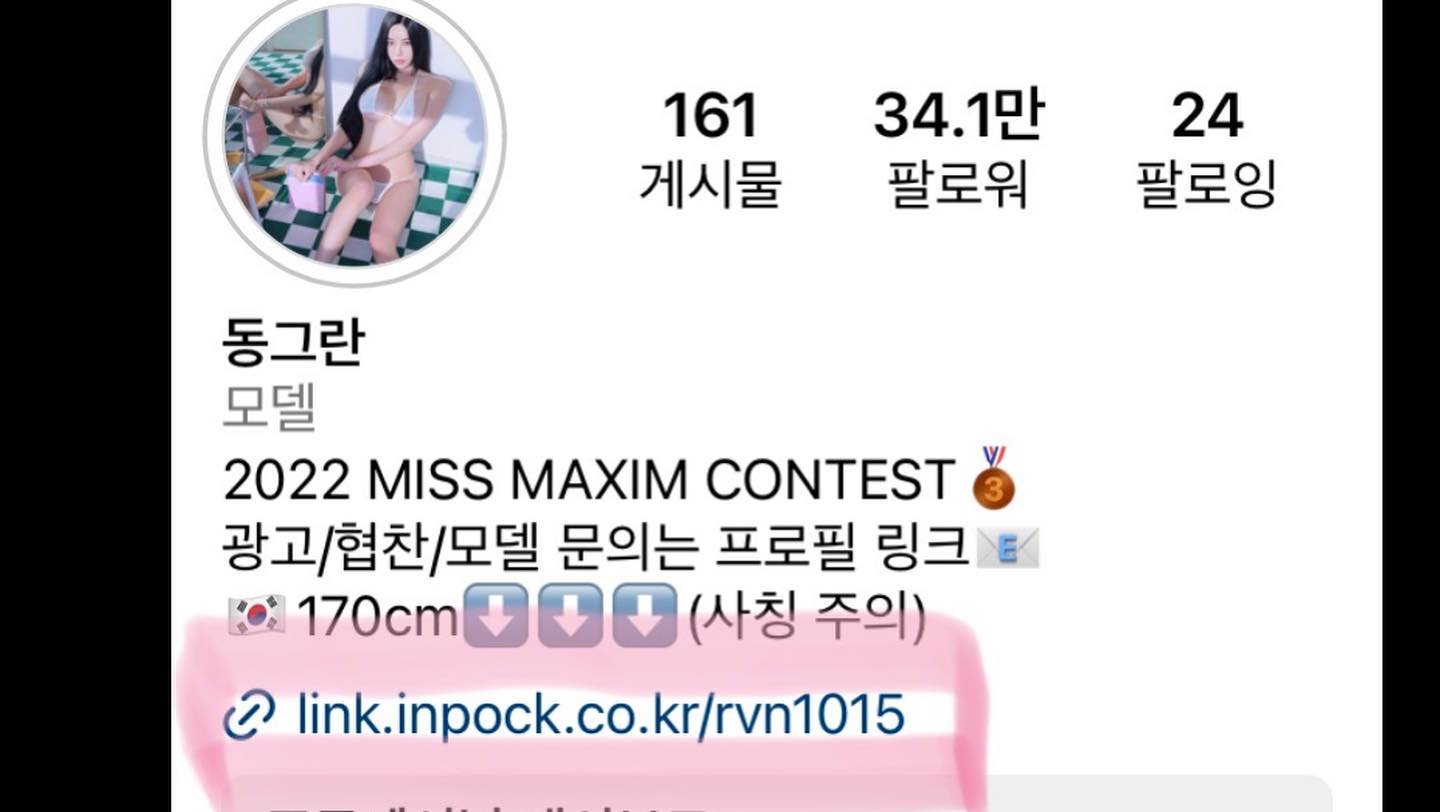 161 34.1만 24
게시물 팔로워 팔로잉
동그란
모델
2022 MISS MAXIM CONTEST🥉
광고/협찬/모델 문의는 프로필 링크📧
🇰🇷 170cm⬇️⬇️⬇️ (사칭 주의)
link.inpock.co.kr/rvn1015